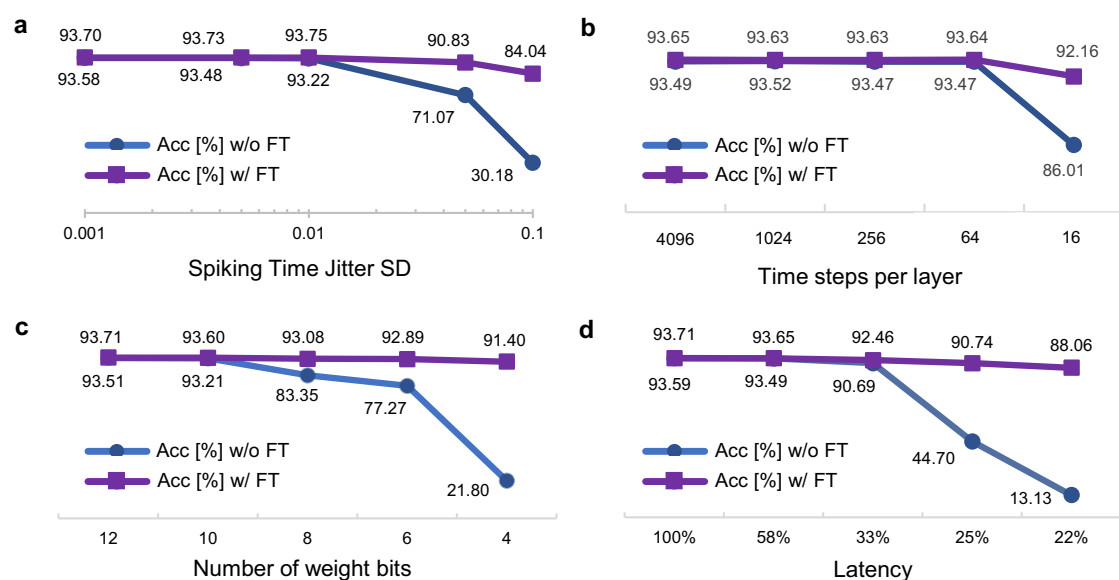 a
93.70 93.73 93.75 90.83 84.04
93.58 93.48 93.22 71.07 30.18
Acc [%] w/o FT
Acc [%] w/ FT
0.001 0.01 0.1
Spiking Time Jitter SD
b
93.65 93.63 93.63 93.64 92.16
93.49 93.52 93.47 93.47 86.01
Acc [%] w/o FT
Acc [%] w/ FT
4096 1024 256 64 16
Time steps per layer
c
93.71 93.60 93.08 92.89 91.40
93.51 93.21 83.35 77.27 21.80
Acc [%] w/o FT
Acc [%] w/ FT
12 10 8 6 4
Number of weight bits
d
93.71 93.65 92.46 90.74 88.06
93.59 93.49 90.69 44.70 13.13
Acc [%] w/o FT
Acc [%] w/ FT
100% 58% 33% 25% 22%
Latency